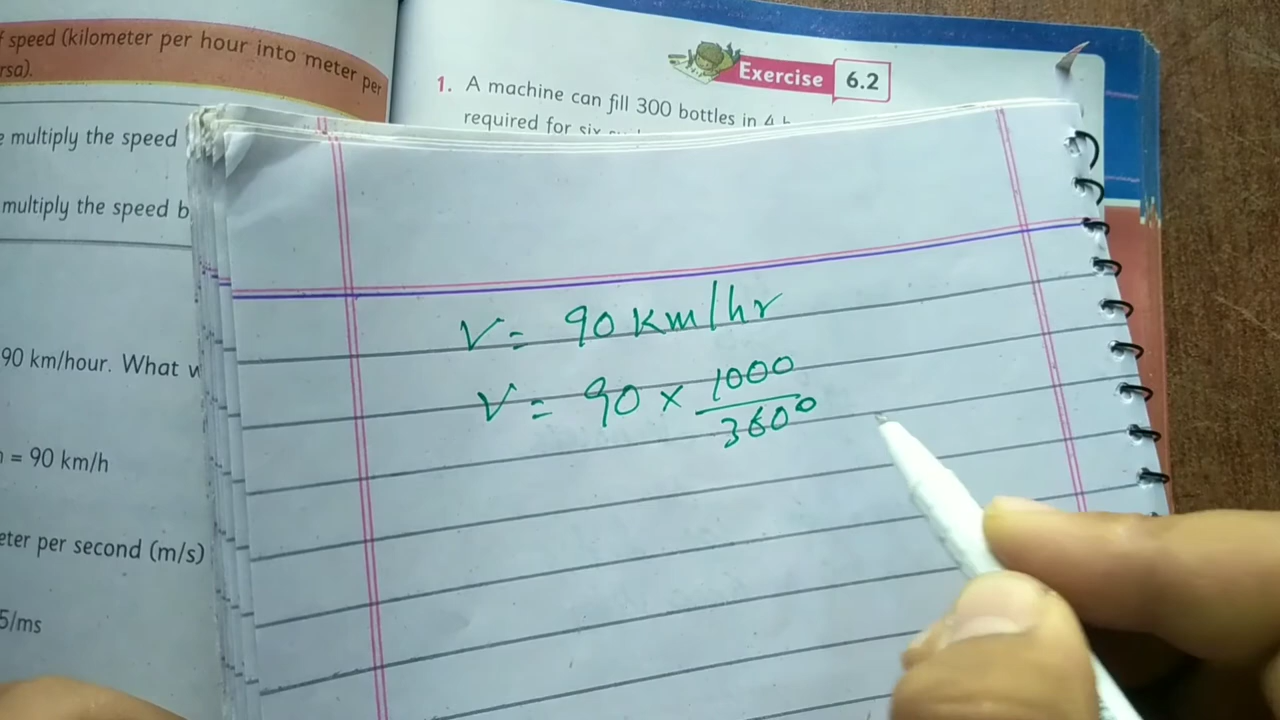 f speed (kilometer per hour into meter per
rsa).
e multiply the speed
multiply the speed b
90 km/hour. What w
= 90 km/h
eter per second (m/s)
5/ms
Exercise 6.2
1. A machine can fill 300 bottles in 4 h
required for six
V = 90 km/hr
V = 90 × 1000
3600